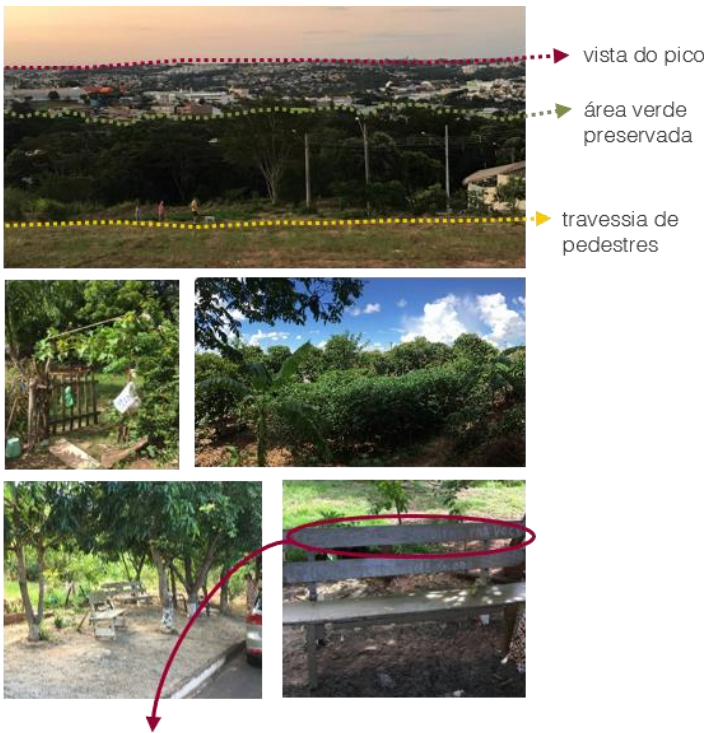 vista do pico
área verde
preservada
travessia de
pedestres